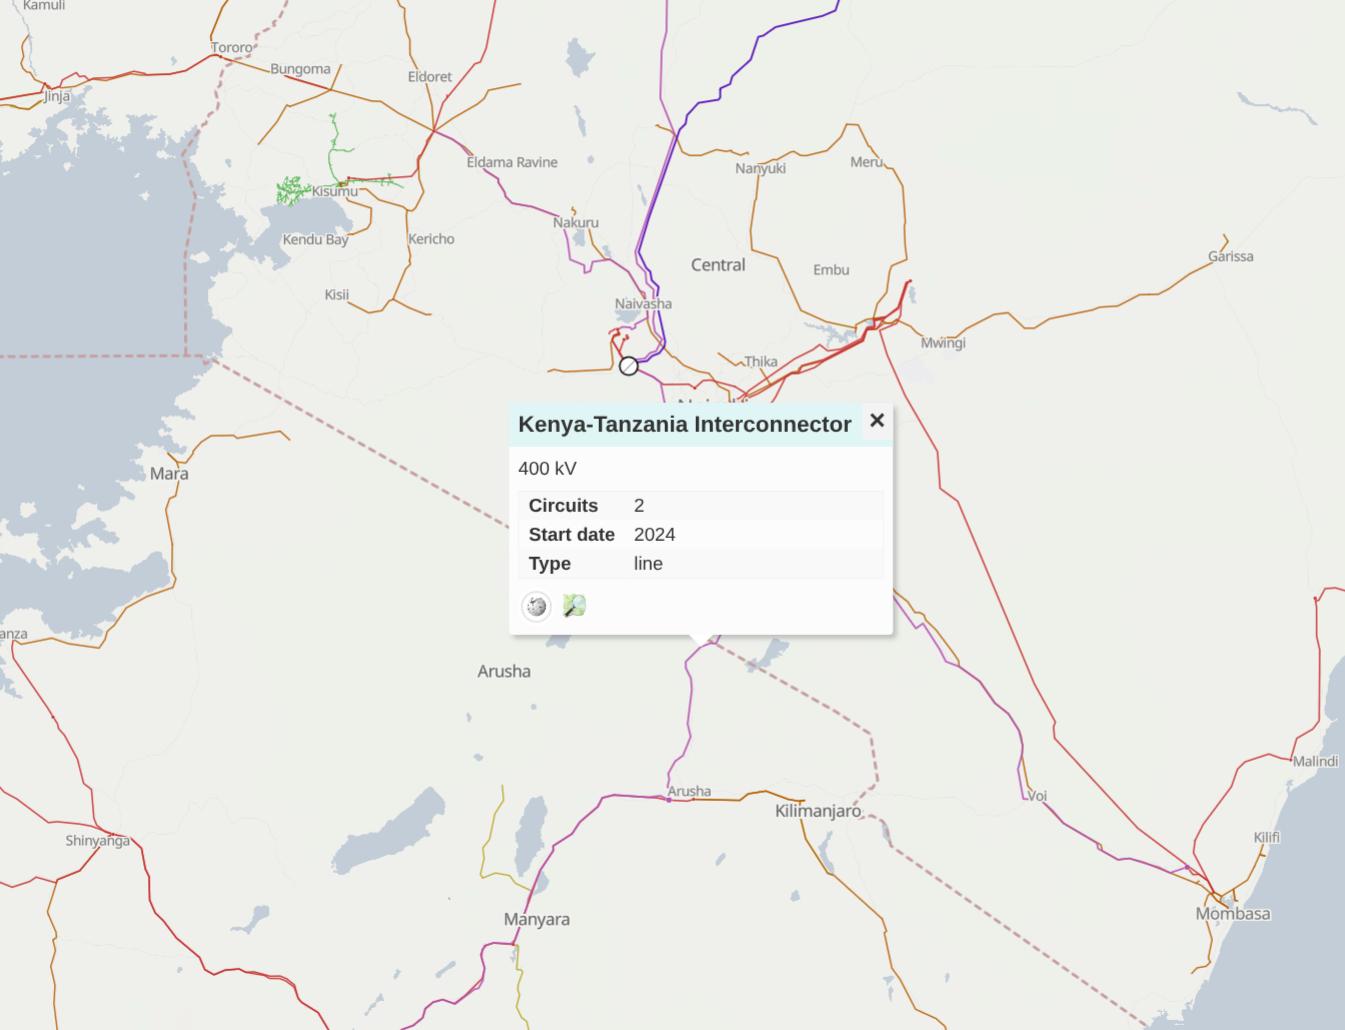 Kamuli
Tororo
Bungoma
Eldoret
Jinja
Eldama Ravine
Nanyuki
Meru
Kisumu
Nakuru
Kendu Bay
Kericho
Garissa
Central
Embu
Kisii
Naivasha
Mwingi
Thika
Kenya-Tanzania Interconnector ×
400 kV
Circuits 2
Start date 2024
Type line
Mara
anza
Arusha
Malindi
Arusha
Voi
Kilimanjaro
Shinyanga
Kilifi
Mombasa
Manyara